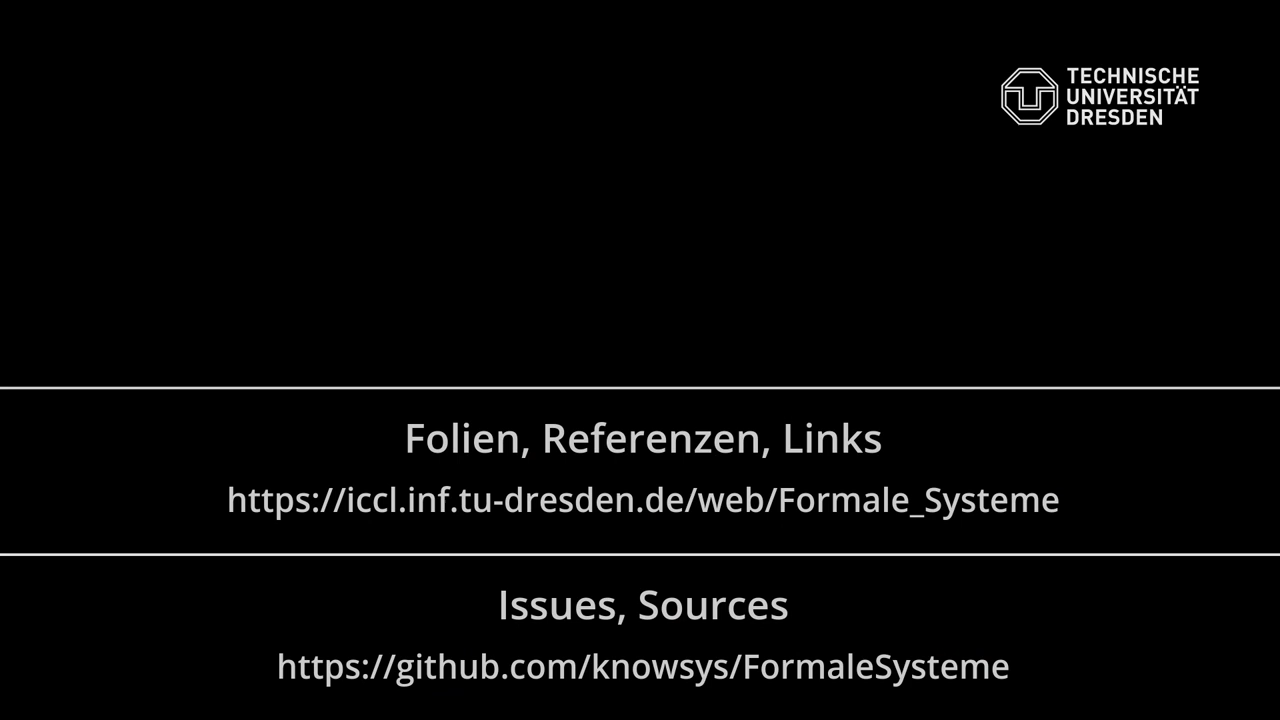 TECHNISCHE
UNIVERSITÄT
DRESDEN
Folien, Referenzen, Links
https://iccl.inf.tu-dresden.de/web/Formale_Systeme
Issues, Sources
https://github.com/knowsys/FormaleSysteme